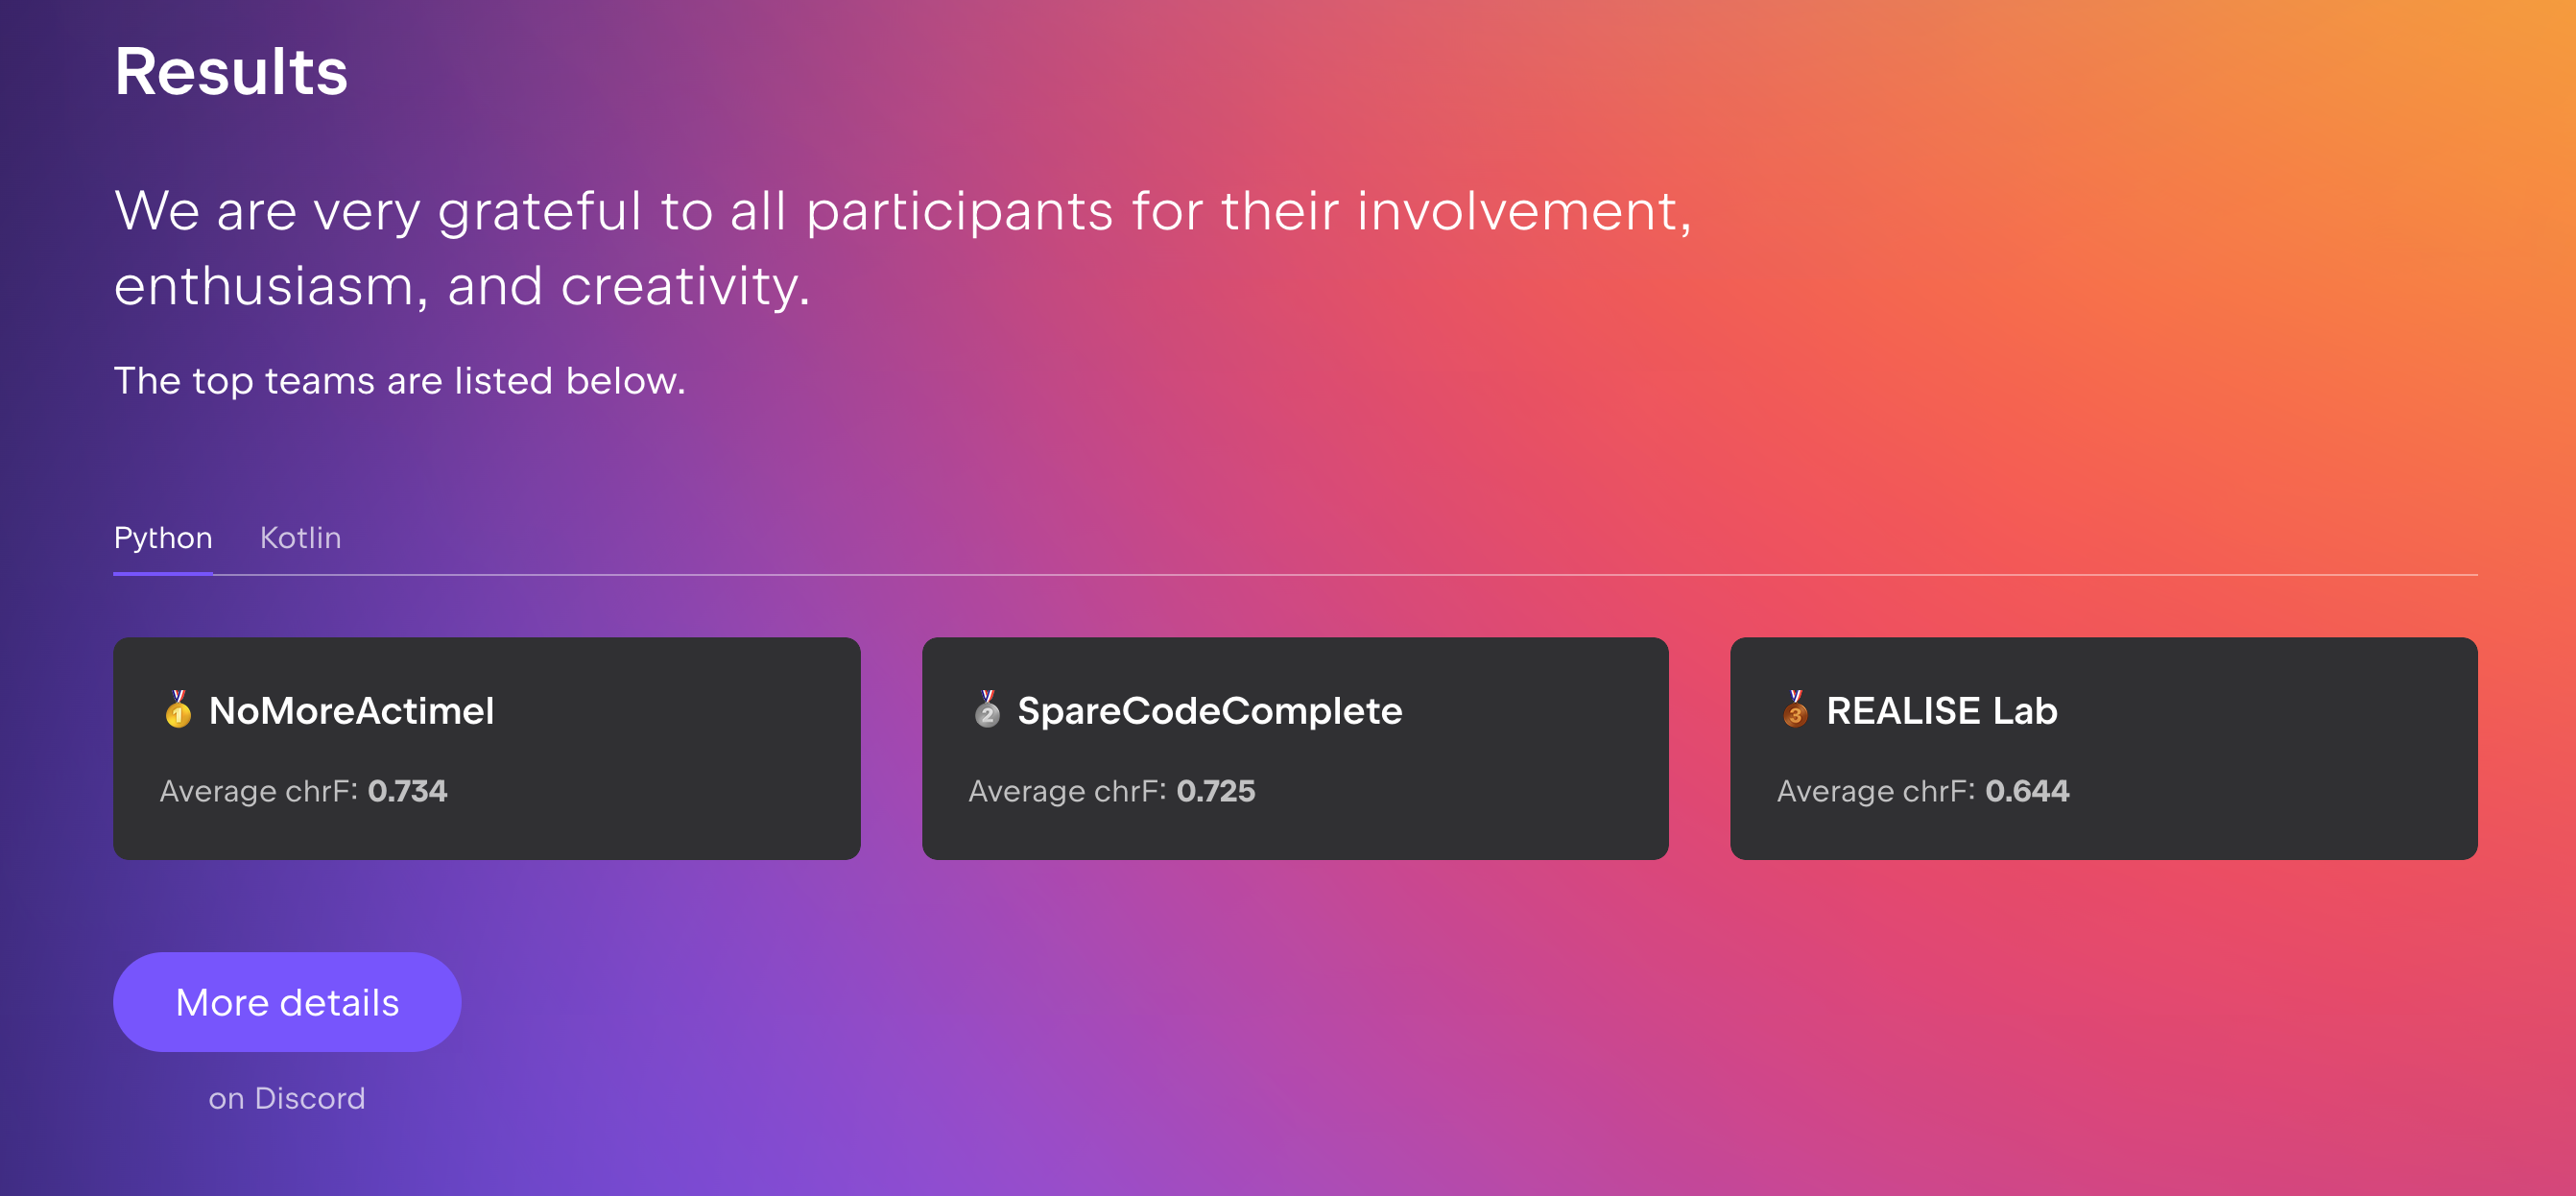 Results
We are very grateful to all participants for their involvement,
enthusiasm, and creativity.
The top teams are listed below.
Python Kotlin
🥇 NoMoreActimel
Average chrF: 0.734
🥈 SpareCodeComplete
Average chrF: 0.725
🥉 REALISE Lab
Average chrF: 0.644
More details
on Discord